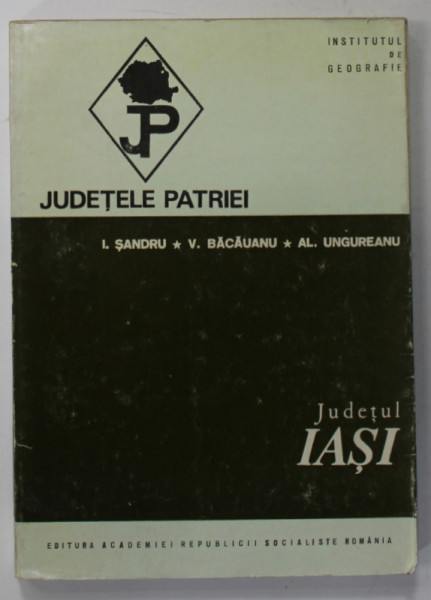 INSTITUTUL
DE
GEOGRAFIE
JP
JUDEȚELE PATRIEI
I. ȘANDRU ★ V. BĂCĂUANU ★ AL. UNGUREANU
Județul
IAȘI
EDITURA ACADEMIEI REPUBLICII SOCIALISTE ROMÂNIA